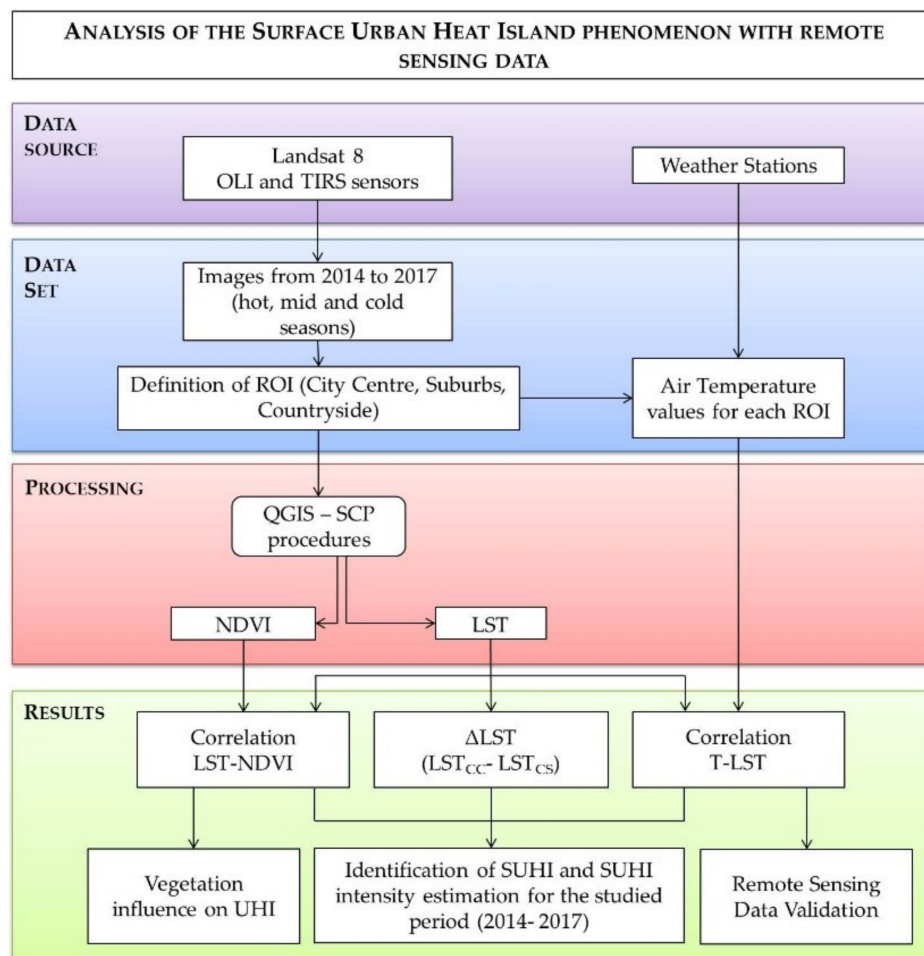 ANALYSIS OF THE SURFACE URBAN HEAT ISLAND PHENOMENON WITH REMOTE
SENSING DATA
DATA
SOURCE
Landsat 8
OLI and TIRS sensors
Weather Stations
DATA
SET
Images from 2014 to 2017
(hot, mid and cold
seasons)
Definition of ROI (City Centre, Suburbs,
Countryside)
Air Temperature
values for each ROI
PROCESSING
QGIS – SCP
procedures
NDVI
LST
RESULTS
Correlation
LST-NDVI
ΔLST
(LSTCC- LSTCS)
Correlation
T-LST
Vegetation
influence on UHI
Identification of SUHI and SUHI
intensity estimation for the studied
period (2014- 2017)
Remote Sensing
Data Validation